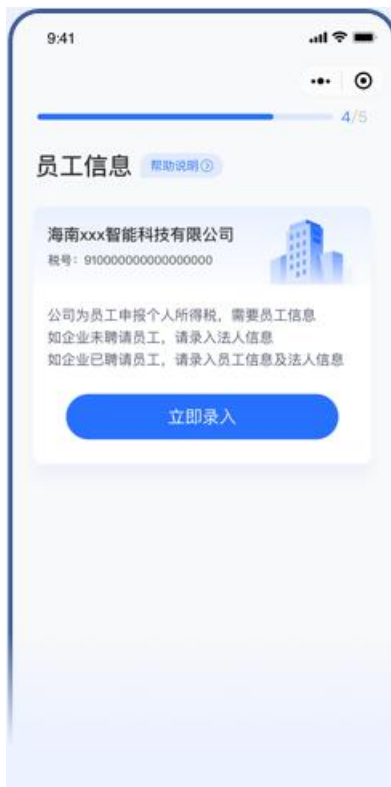 9:41
4/5
员工信息 帮助说明
海南xxx智能科技有限公司
税号：910000000000000000
公司为员工申报个人所得税，需要员工信息
如企业未聘请员工，请录入法人信息
如企业已聘请员工，请录入员工信息及法人信息
立即录入